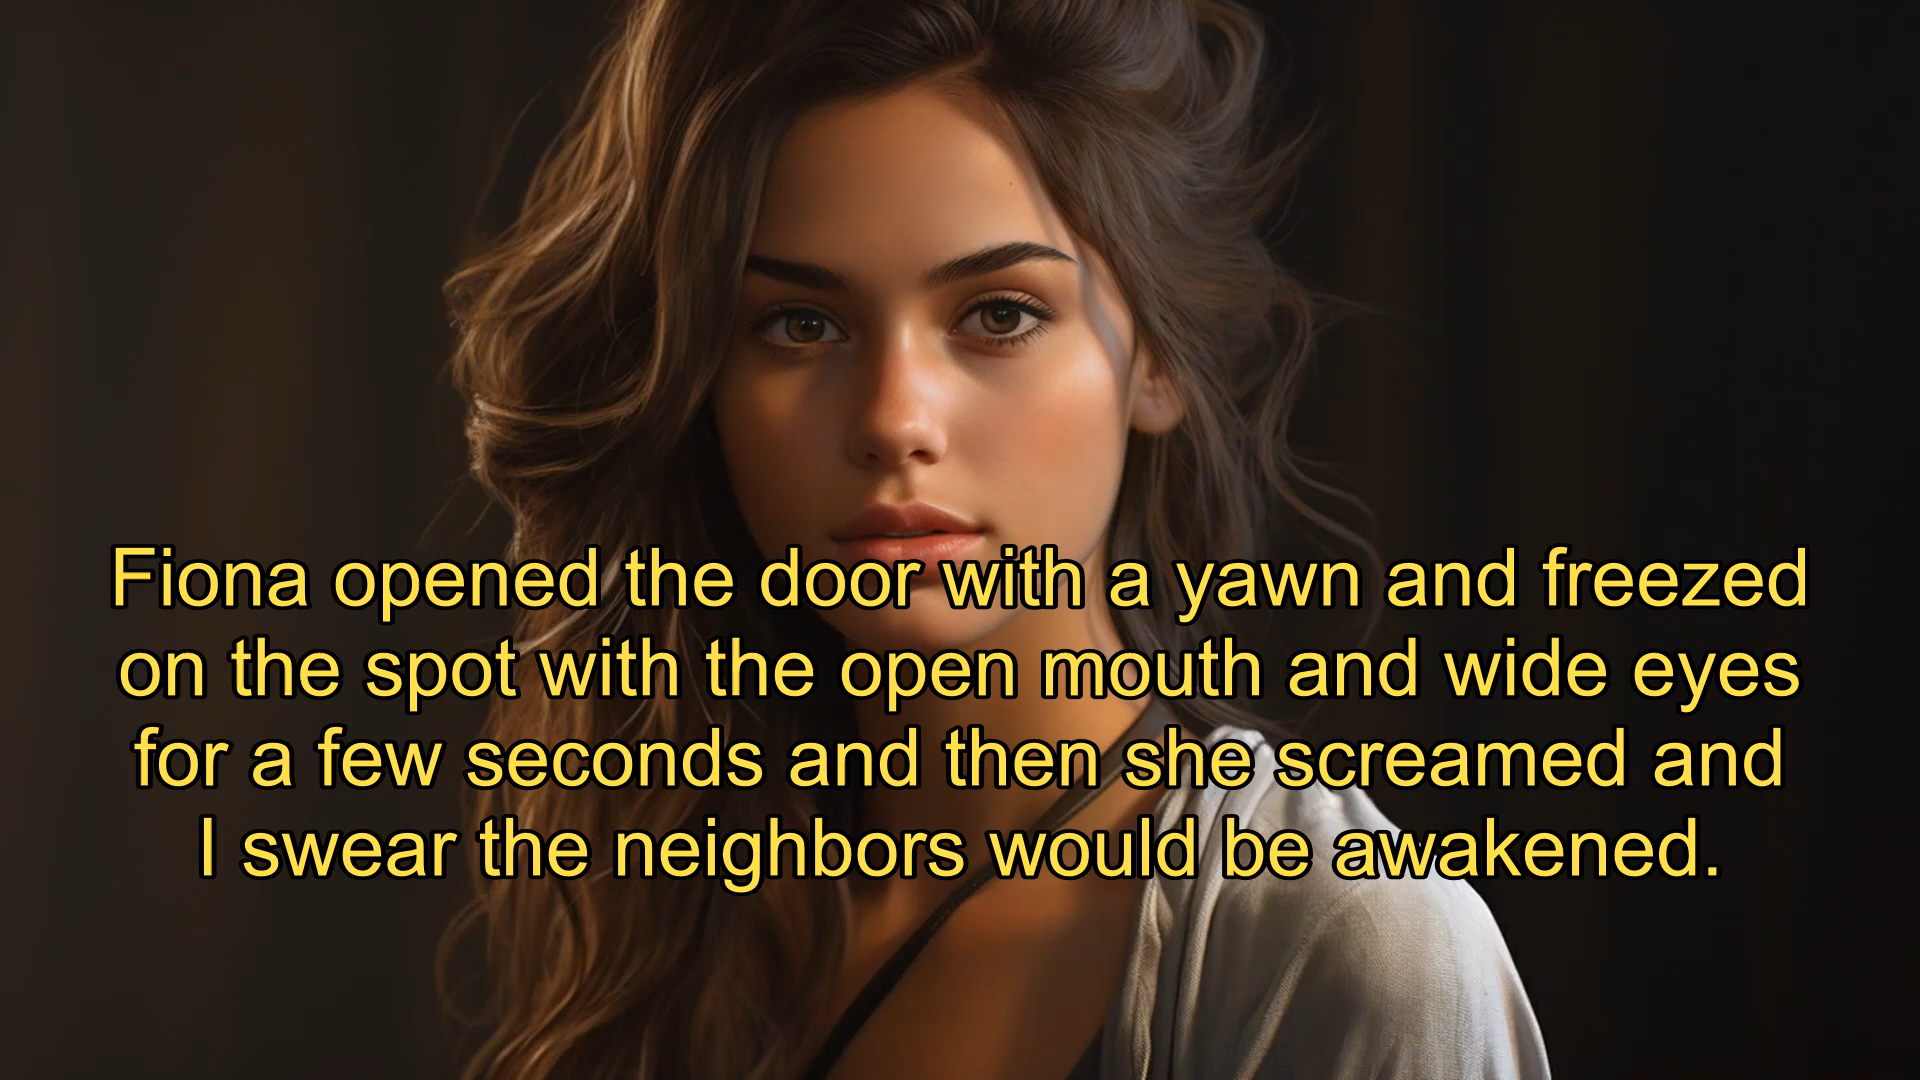 Fiona opened the door with a yawn and freezed
on the spot with the open mouth and wide eyes
for a few seconds and then she screamed and
I swear the neighbors would be awakened.